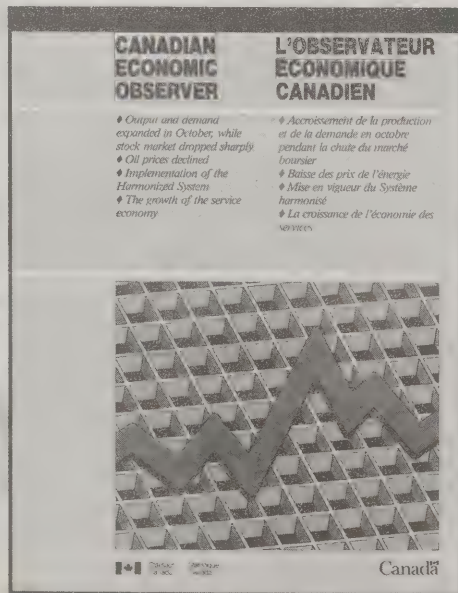 CANADIAN
ECONOMIC
OBSERVER
♦ Output and demand
expanded in October, while
stock market dropped sharply
♦ Oil prices declined
♦ Implementation of the
Harmonized System
♦ The growth of the service
economy
L'OBSERVATEUR
ÉCONOMIQUE
CANADIEN
♦ Accroissement de la production
et de la demande en octobre
pendant la chute du marché
boursier
♦ Baisse des prix de l'énergie
♦ Mise en vigueur du Système
harmonisé
♦ La croissance de l'économie des
services
Canada